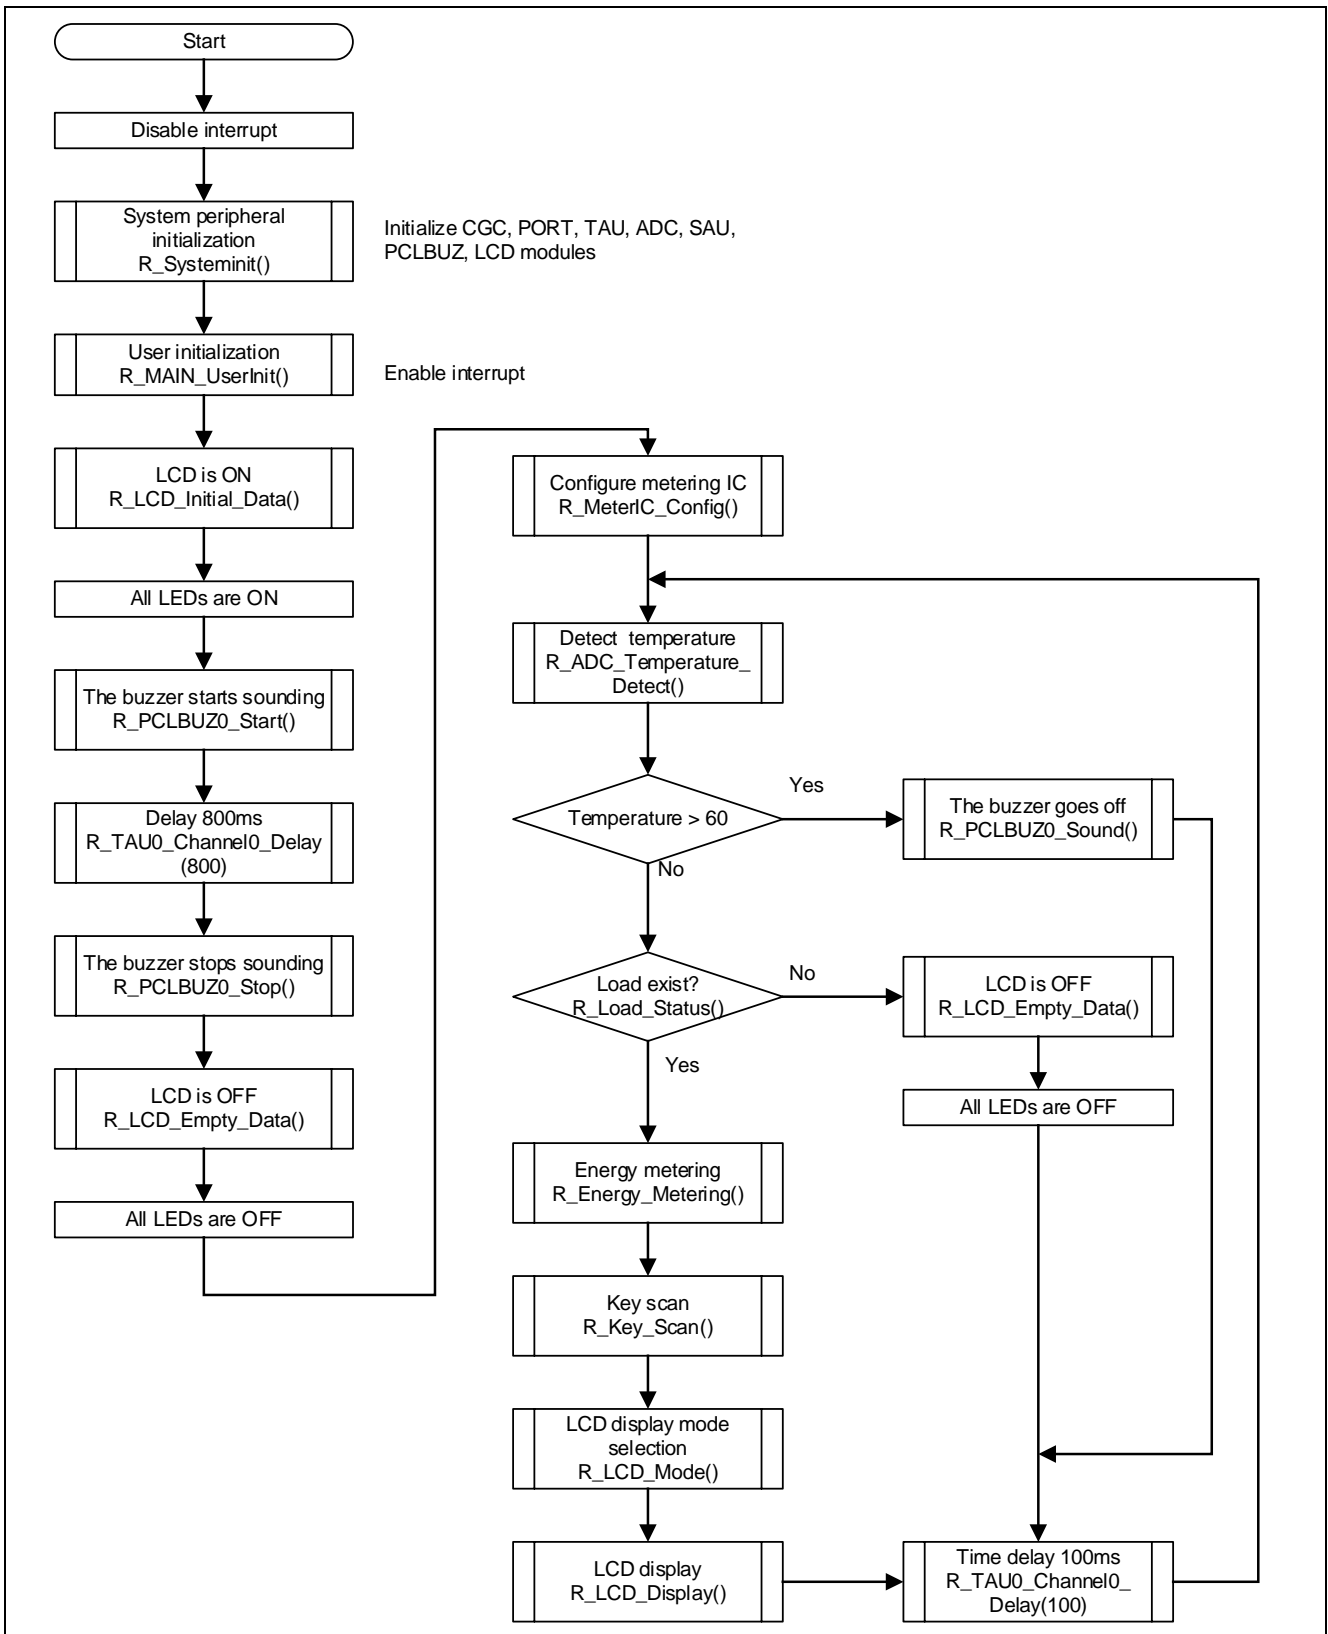 Start
Disable interrupt
System peripheral
initialization
R_Systeminit()
Initialize CGC, PORT, TAU, ADC, SAU,
PCLBUZ, LCD modules
User initialization
R_MAIN_UserInit()
Enable interrupt
LCD is ON
R_LCD_Initial_Data()
All LEDs are ON
The buzzer starts sounding
R_PCLBUZ0_Start()
Delay 800ms
R_TAU0_Channel0_Delay
(800)
The buzzer stops sounding
R_PCLBUZ0_Stop()
LCD is OFF
R_LCD_Empty_Data()
All LEDs are OFF
Configure metering IC
R_MeterIC_Config()
Detect temperature
R_ADC_Temperature_
Detect()
Temperature > 60
Yes
The buzzer goes off
R_PCLBUZ0_Sound()
No
Load exist?
R_Load_Status()
No
LCD is OFF
R_LCD_Empty_Data()
All LEDs are OFF
Yes
Energy metering
R_Energy_Metering()
Key scan
R_Key_Scan()
LCD display mode
selection
R_LCD_Mode()
LCD display
R_LCD_Display()
Time delay 100ms
R_TAU0_Channel0_
Delay(100)